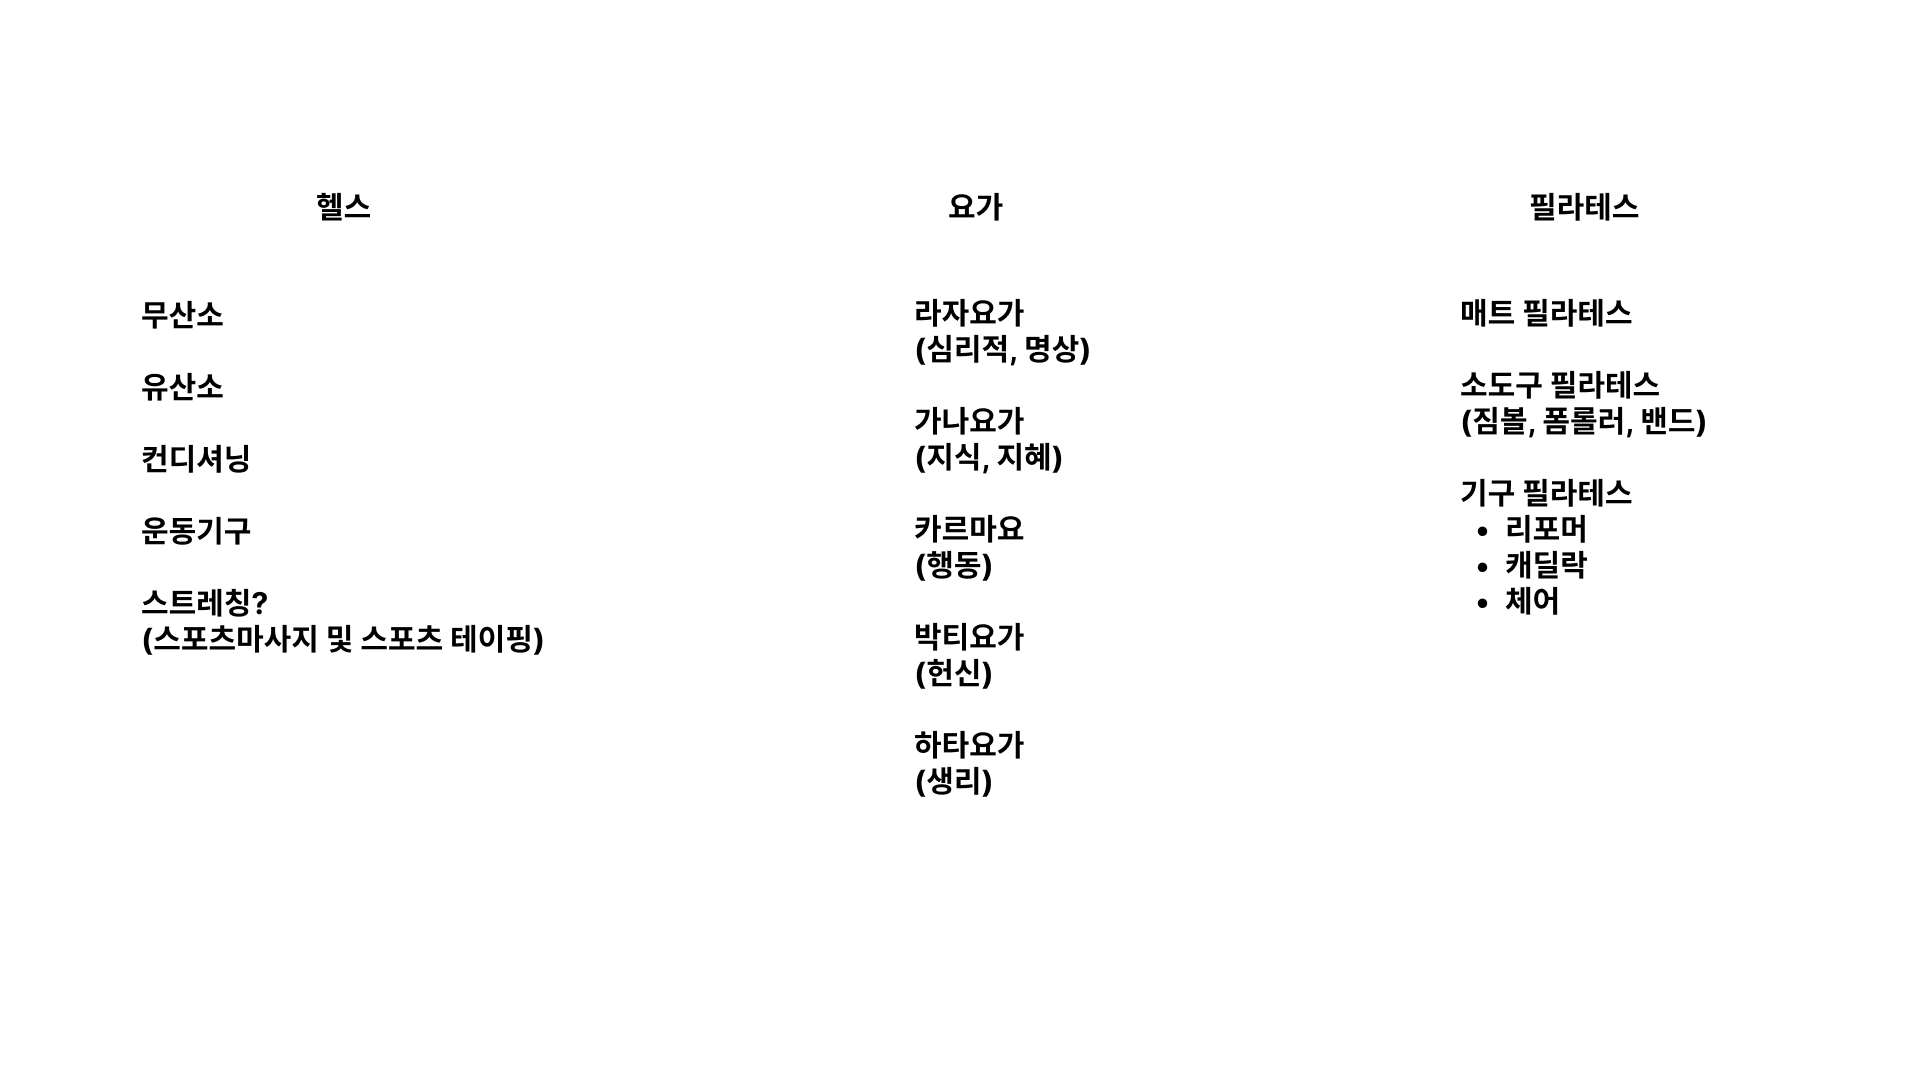 헬스
무산소
유산소
컨디셔닝
운동기구
스트레칭?
(스포츠마사지 및 스포츠 테이핑)
요가
라자요가
(심리적, 명상)
가나요가
(지식, 지혜)
카르마요
(행동)
박티요가
(헌신)
하타요가
(생리)
필라테스
매트 필라테스
소도구 필라테스
(짐볼, 폼롤러, 밴드)
기구 필라테스
• 리포머
• 캐딜락
• 체어